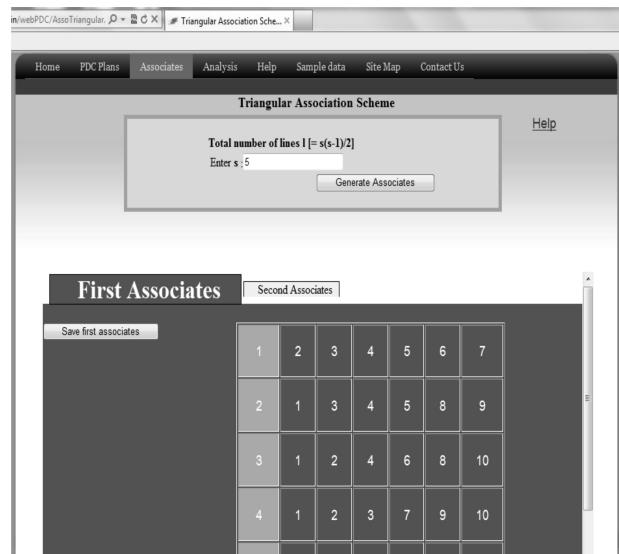 in/webPDC/AssoTriangular. Triangular Association Sche...
Home PDC Plans Associates Analysis Help Sample data Site Map Contact Us
Triangular Association Scheme
Help
Total number of lines l [= s(s-1)/2]
Enter s : 5
Generate Associates
First Associates Second Associates
Save first associates
1 2 3 4 5 6 7
2 1 3 4 5 8 9
3 1 2 4 6 8 10
4 1 2 3 7 9 10